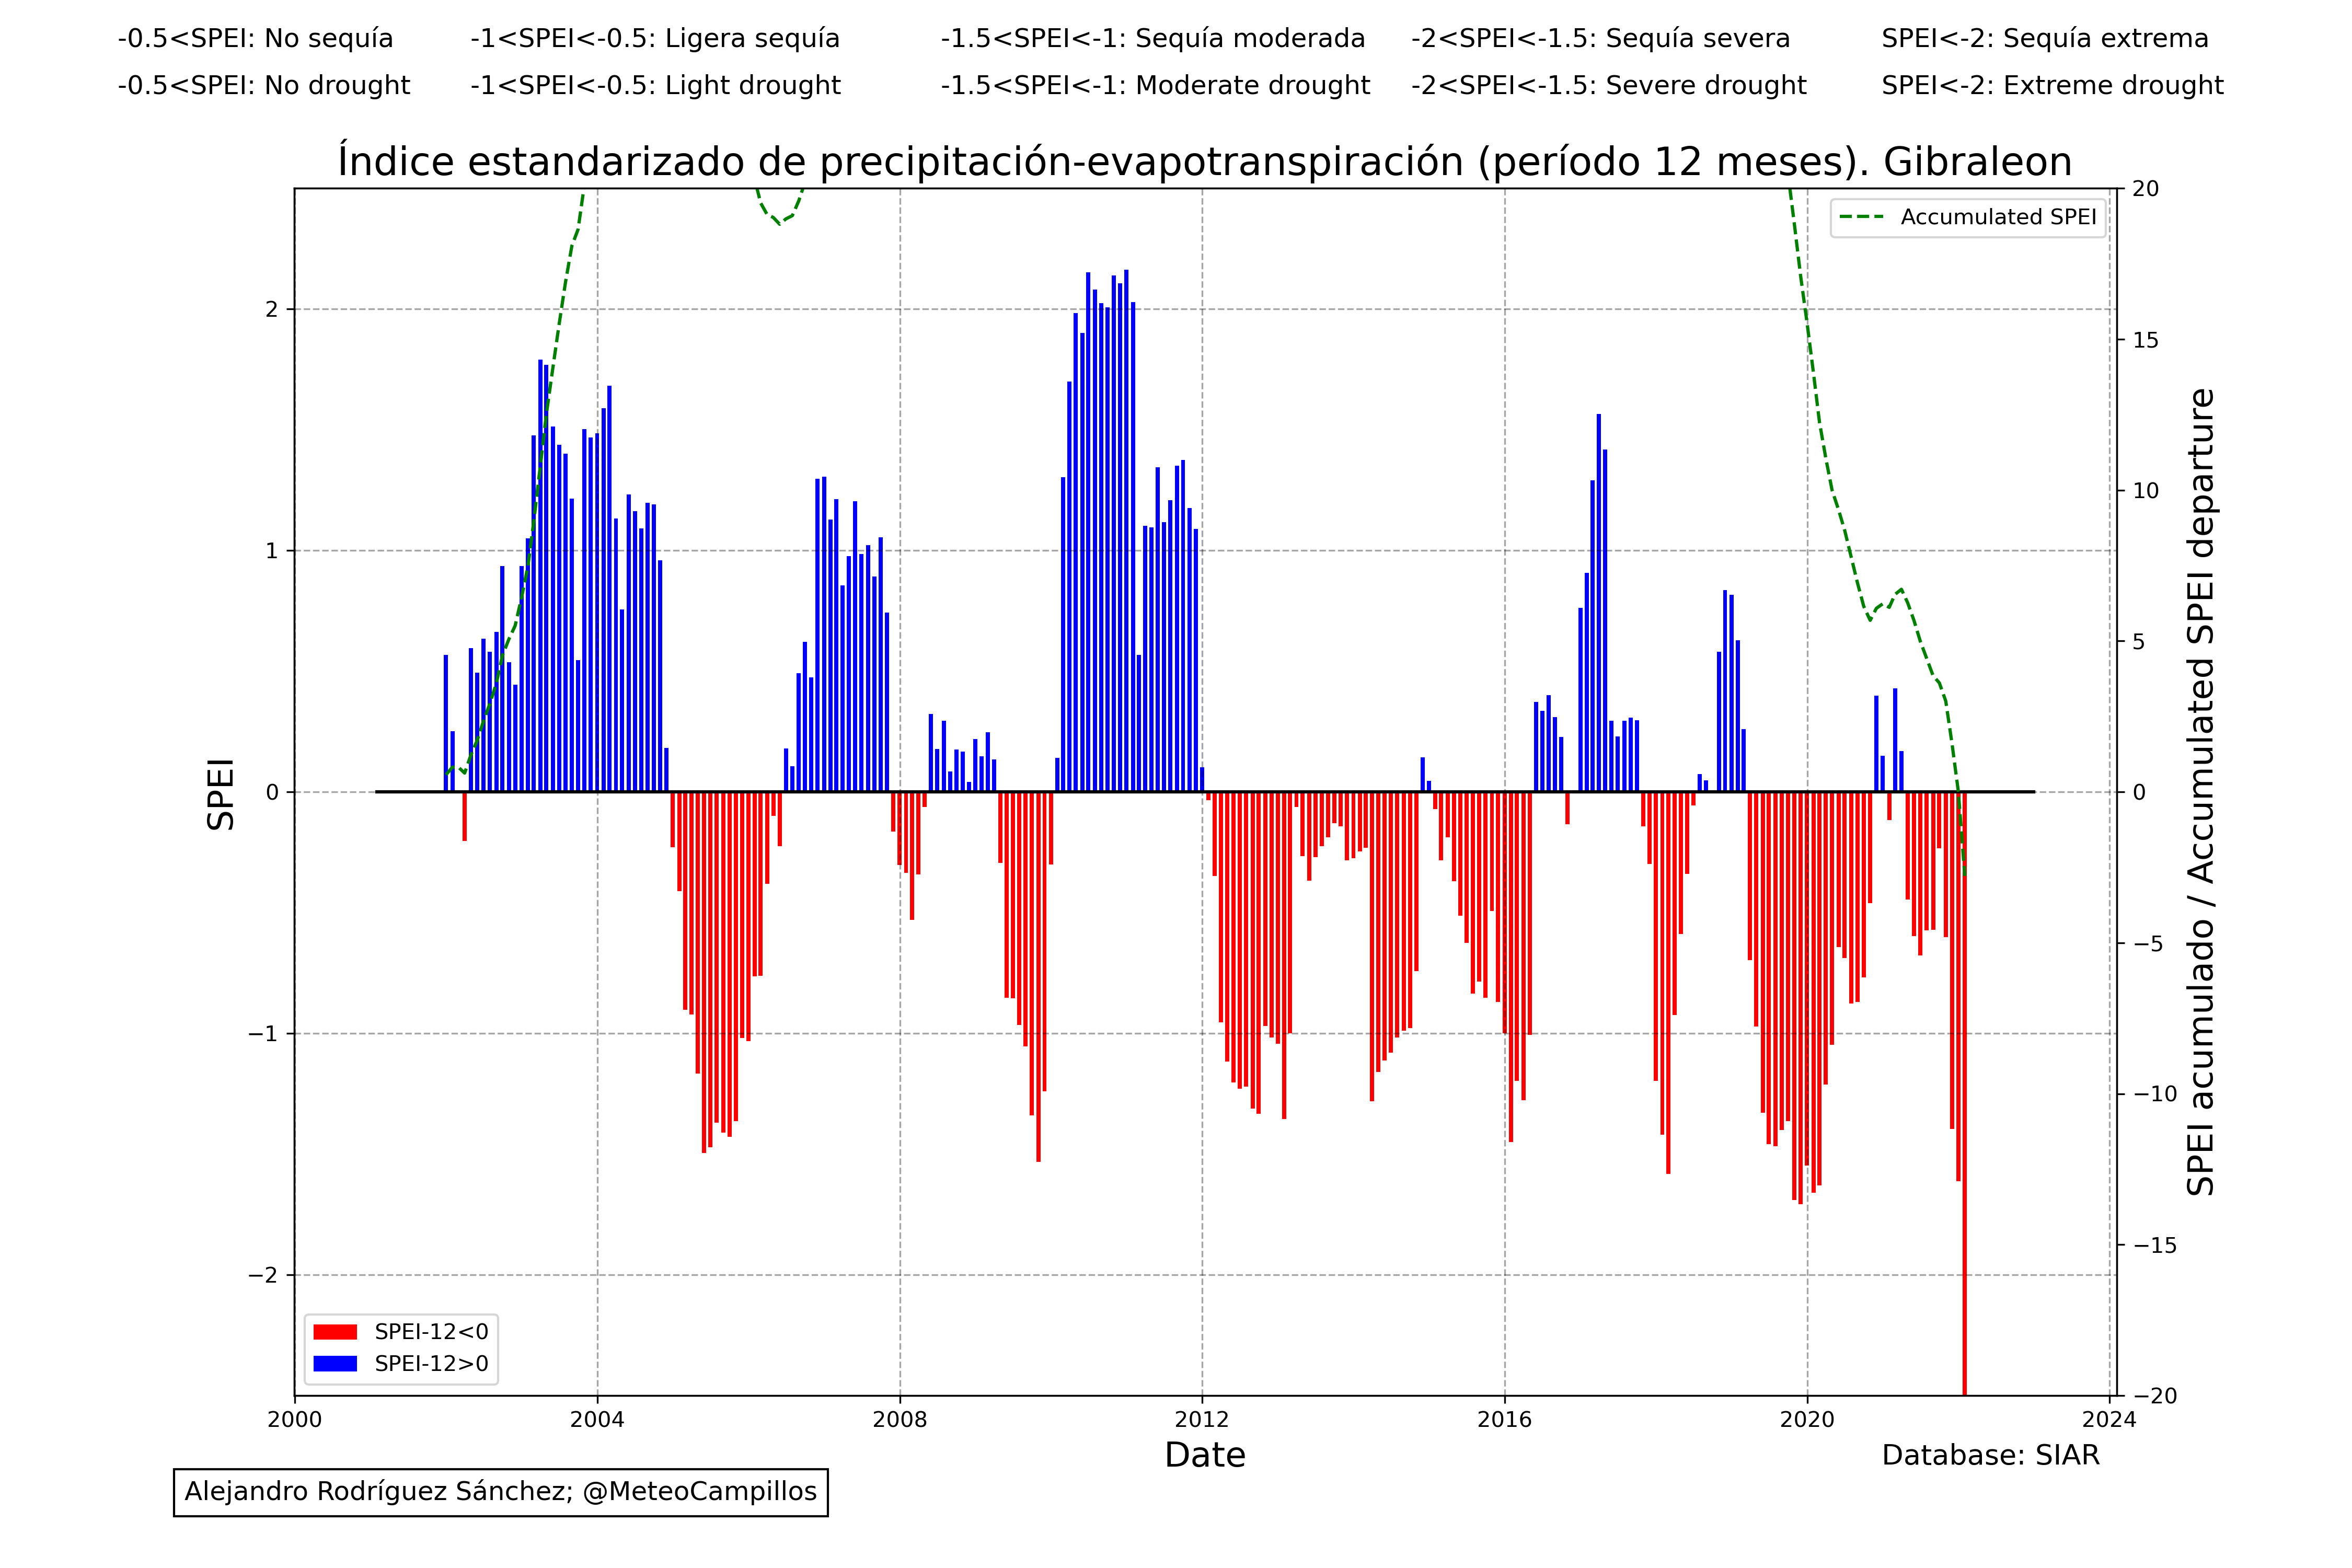 -0.5<SPEI: No sequía -1<SPEI<-0.5: Ligera sequía -1.5<SPEI<-1: Sequía moderada -2<SPEI<-1.5: Sequía severa SPEI<-2: Sequía extrema
-0.5<SPEI: No drought -1<SPEI<-0.5: Light drought -1.5<SPEI<-1: Moderate drought -2<SPEI<-1.5: Severe drought SPEI<-2: Extreme drought
Índice estandarizado de precipitación-evapotranspiración (período 12 meses). Gibraleon
Accumulated SPEI
SPEI
2
1
0
−1
−2
20
15
10
5
0
−5
−10
−15
−20
SPEI acumulado / Accumulated SPEI departure
SPEI-12<0
SPEI-12>0
2000 2004 2008 2012 2016 2020 2024
Date
Database: SIAR
Alejandro Rodríguez Sánchez; @MeteoCampillos